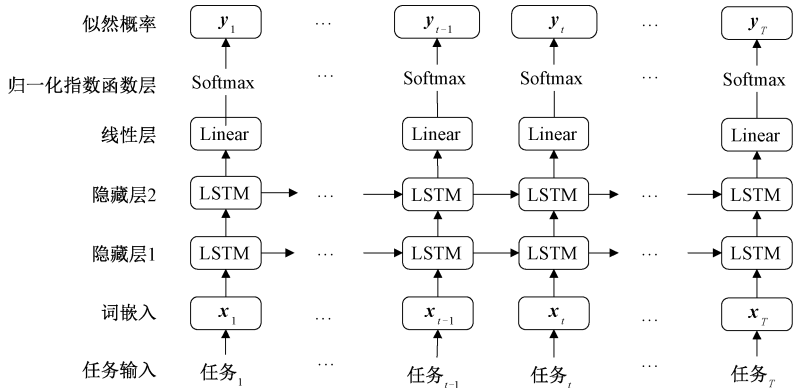 似然概率 y₁ ··· yₜ₋₁ yₜ ··· y_T
归一化指数函数层 Softmax ··· Softmax Softmax ··· Softmax
线性层 Linear Linear Linear Linear
隐藏层2 LSTM ··· LSTM LSTM ··· LSTM
隐藏层1 LSTM ··· LSTM LSTM ··· LSTM
词嵌入 x₁ ··· xₜ₋₁ xₜ ··· x_T
任务输入 任务₁ ··· 任务ₜ₋₁ 任务ₜ ··· 任务_T